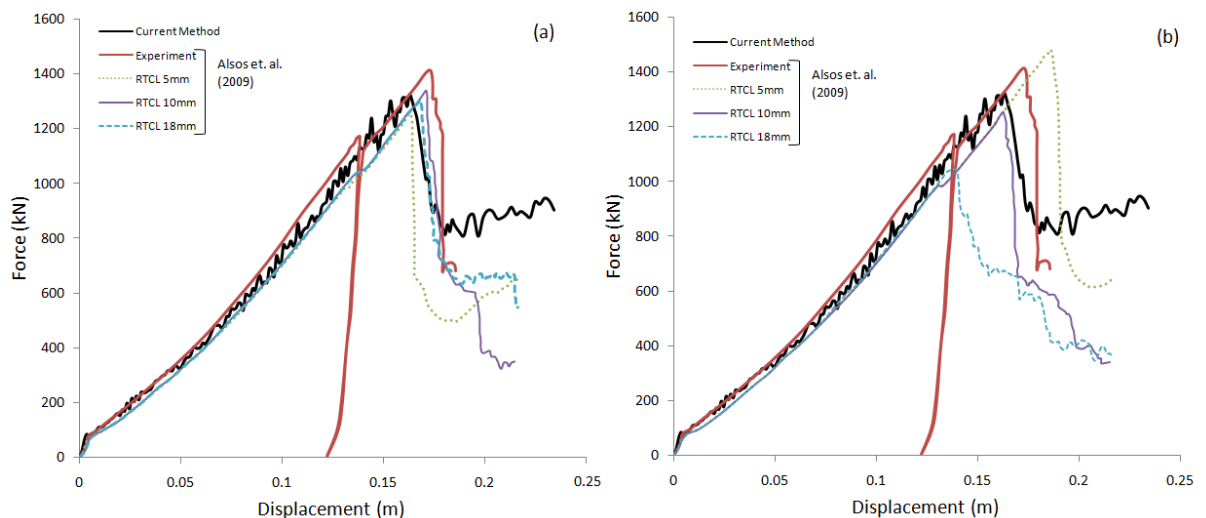 (a)
Current Method
Experiment
RTCL 5mm
RTCL 10mm
RTCL 18mm
Alsos et. al.
(2009)
Force (kN)
1600
1400
1200
1000
800
600
400
200
0
0
0.05
0.1
0.15
0.2
0.25
Displacement (m)
(b)
Current Method
Experiment
RTCL 5mm
RTCL 10mm
RTCL 18mm
Alsos et. al.
(2009)
Force (kN)
1600
1400
1200
1000
800
600
400
200
0
0
0.05
0.1
0.15
0.2
0.25
Displacement (m)